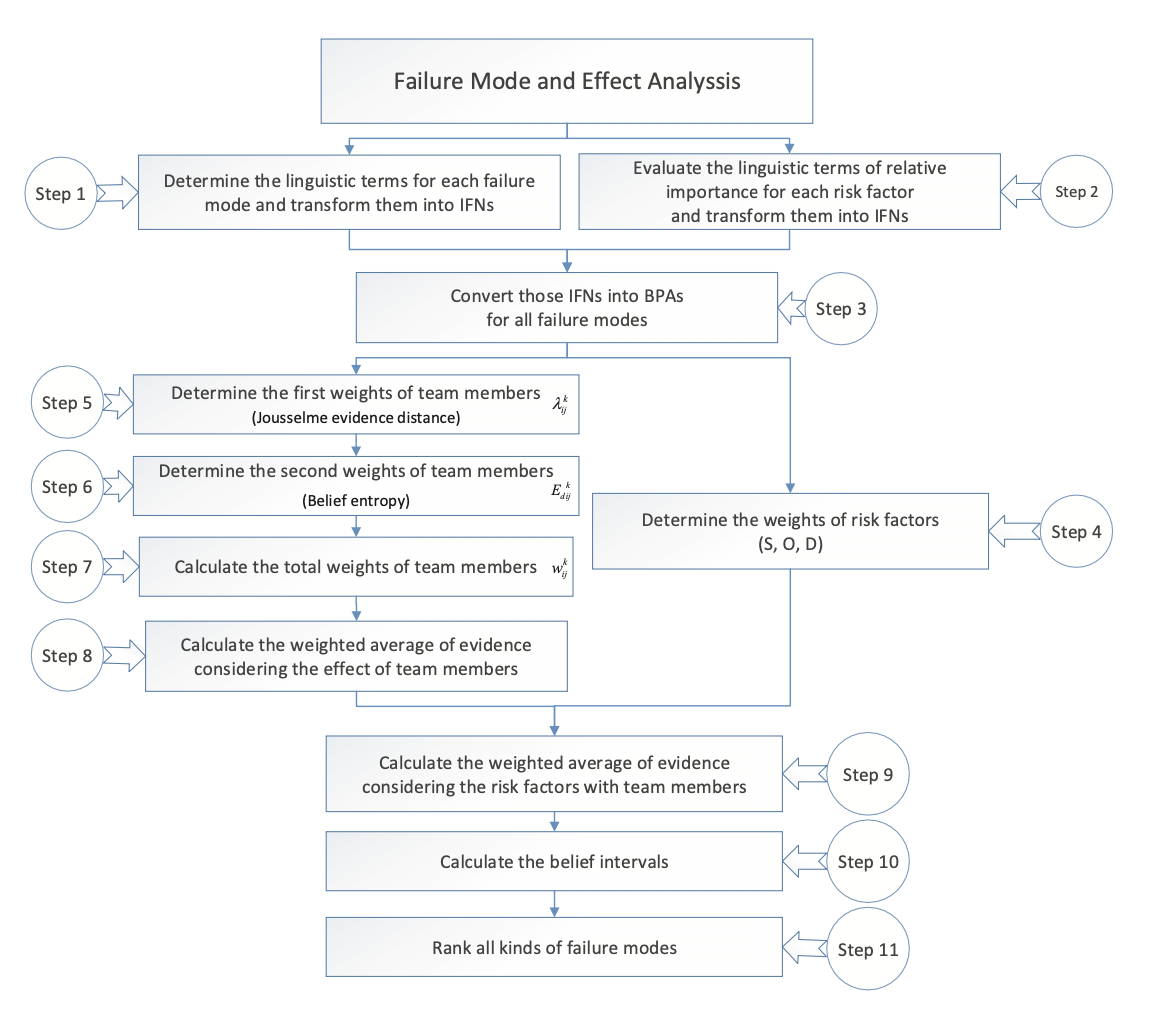 Failure Mode and Effect Analyssis
Step 1
Determine the linguistic terms for each failure
mode and transform them into IFNs
Evaluate the linguistic terms of relative
importance for each risk factor
and transform them into IFNs
Step 2
Convert those IFNs into BPAs
for all failure modes
Step 3
Step 5
Determine the first weights of team members
(Jousselme evidence distance)
λ_{ij}^{k}
Step 6
Determine the second weights of team members
(Belief entropy)
E_{dij}^{k}
Determine the weights of risk factors
(S, O, D)
Step 4
Step 7
Calculate the total weights of team members w_{ij}^{k}
Step 8
Calculate the weighted average of evidence
considering the effect of team members
Calculate the weighted average of evidence
considering the risk factors with team members
Step 9
Calculate the belief intervals
Step 10
Rank all kinds of failure modes
Step 11